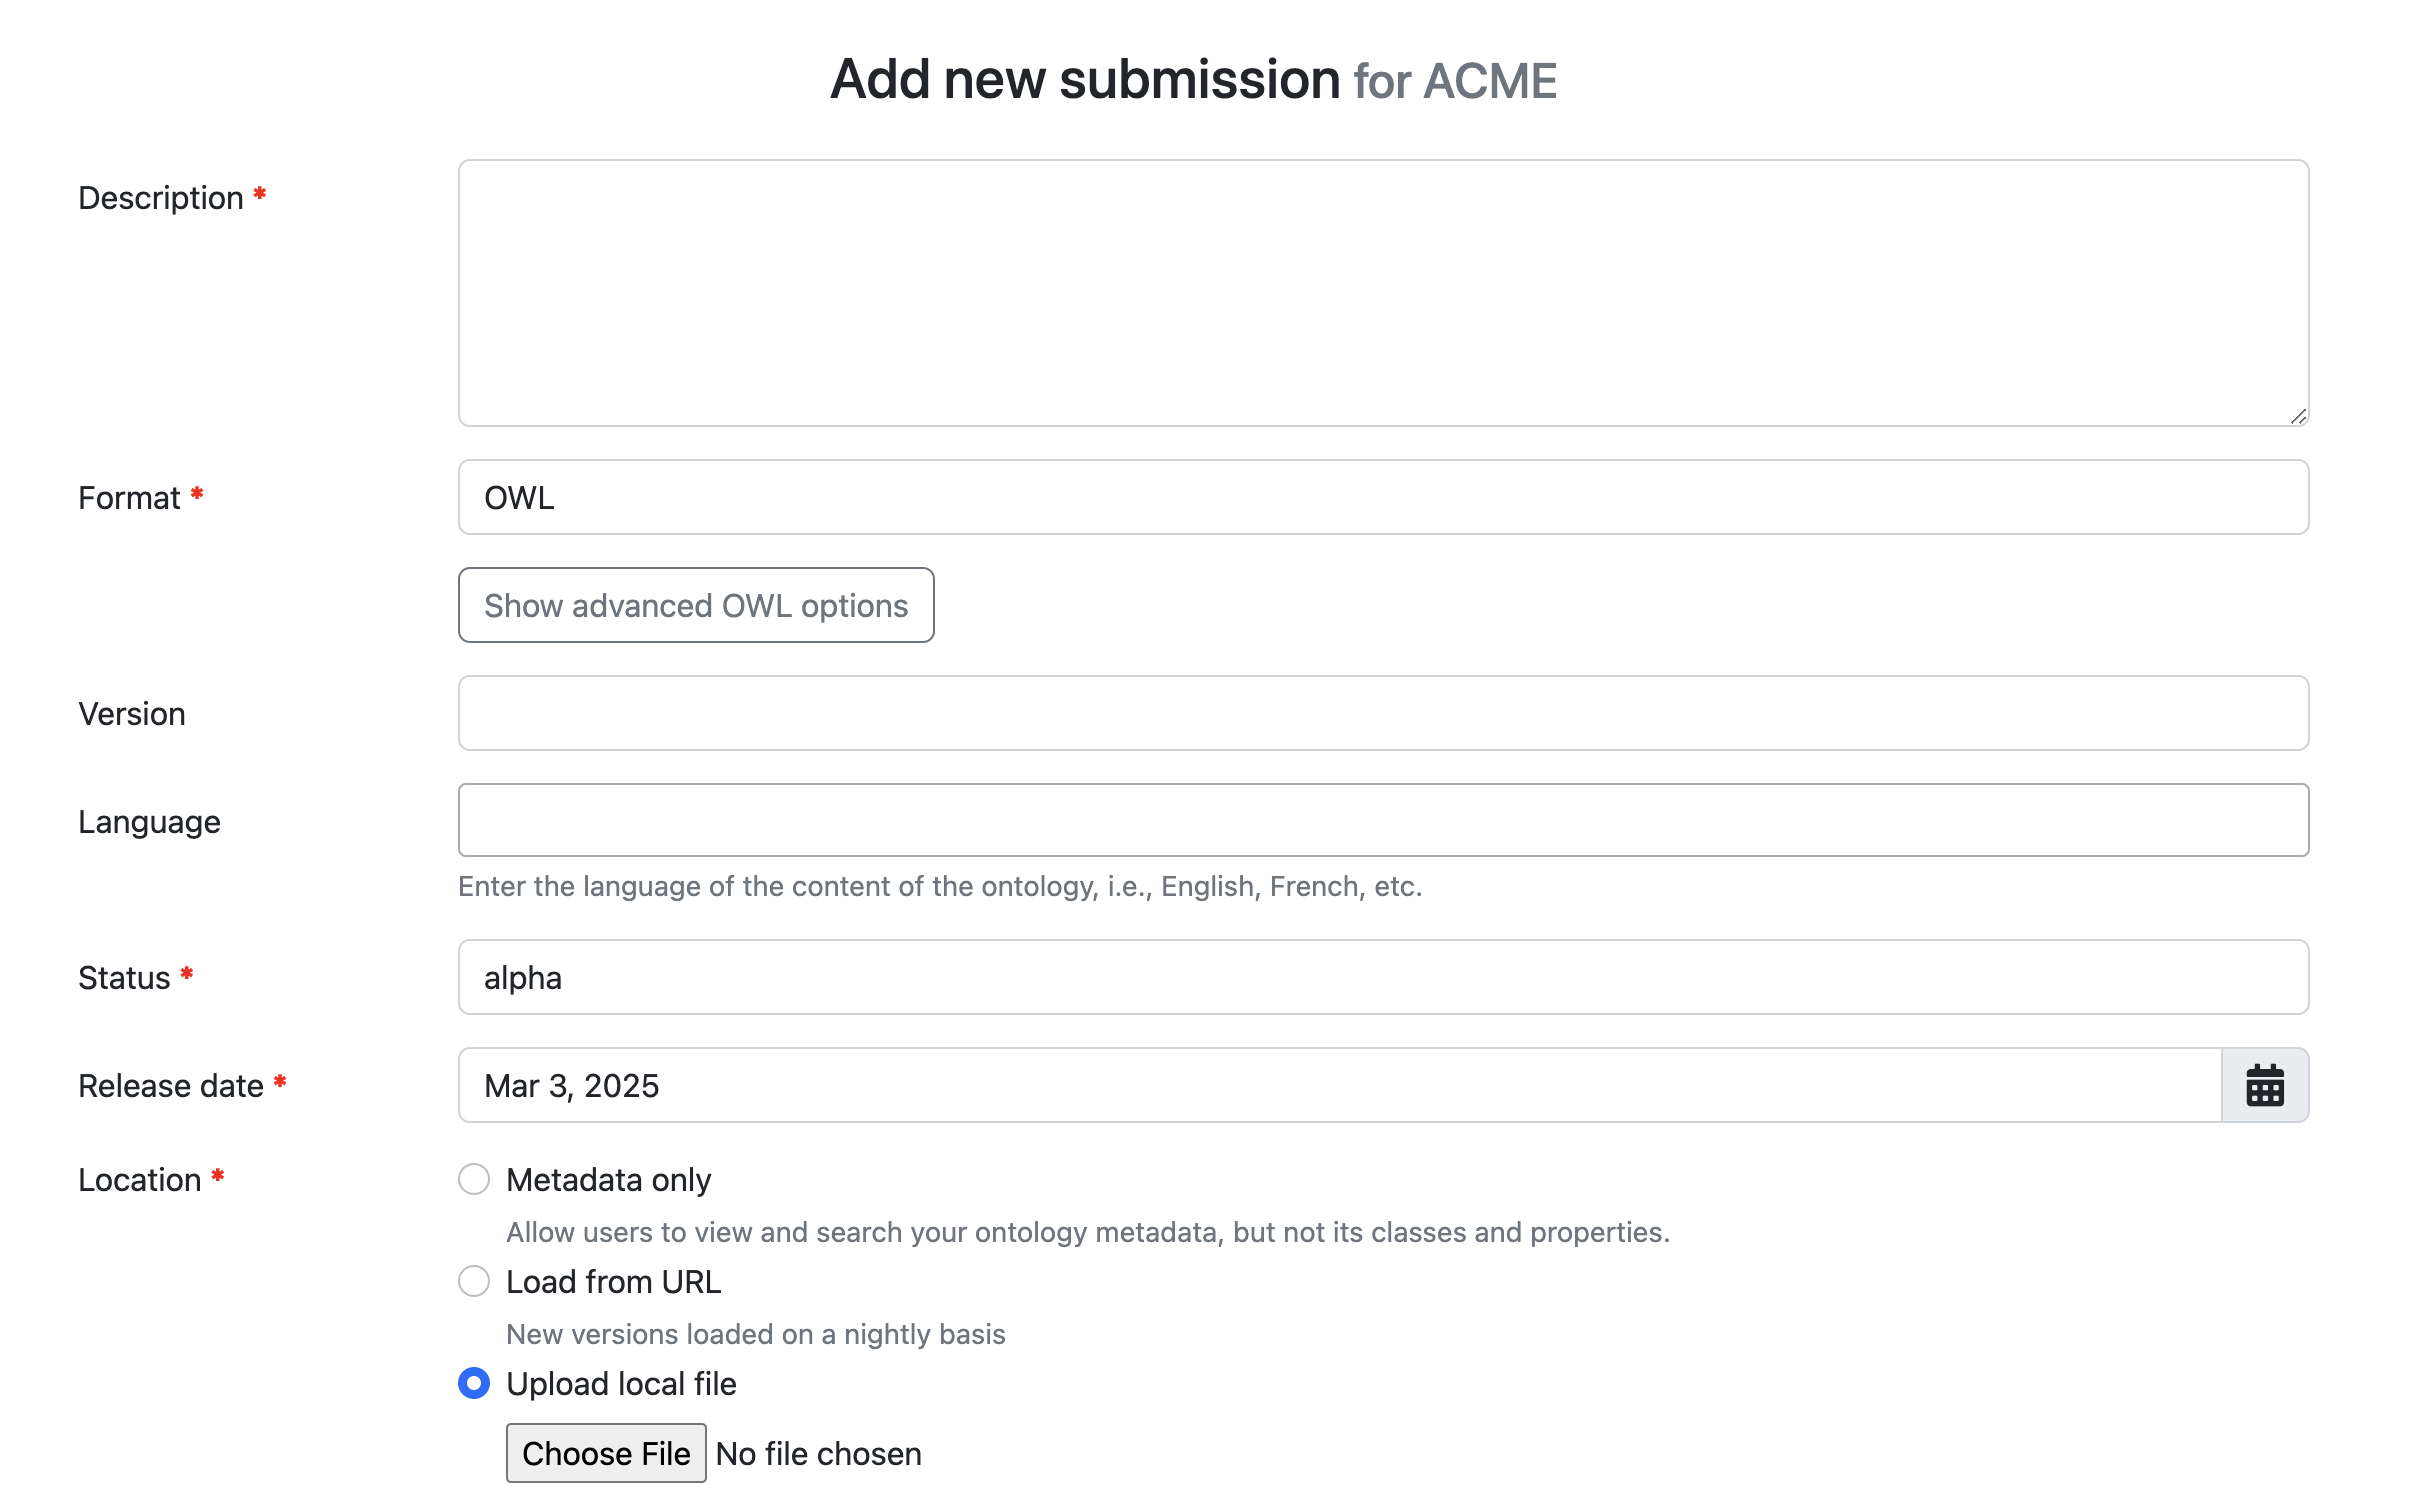 Add new submission for ACME
Description *
Format *
OWL
Show advanced OWL options
Version
Language
Enter the language of the content of the ontology, i.e., English, French, etc.
Status *
alpha
Release date *
Mar 3, 2025
Location *
Metadata only
Allow users to view and search your ontology metadata, but not its classes and properties.
Load from URL
New versions loaded on a nightly basis
Upload local file
Choose File No file chosen